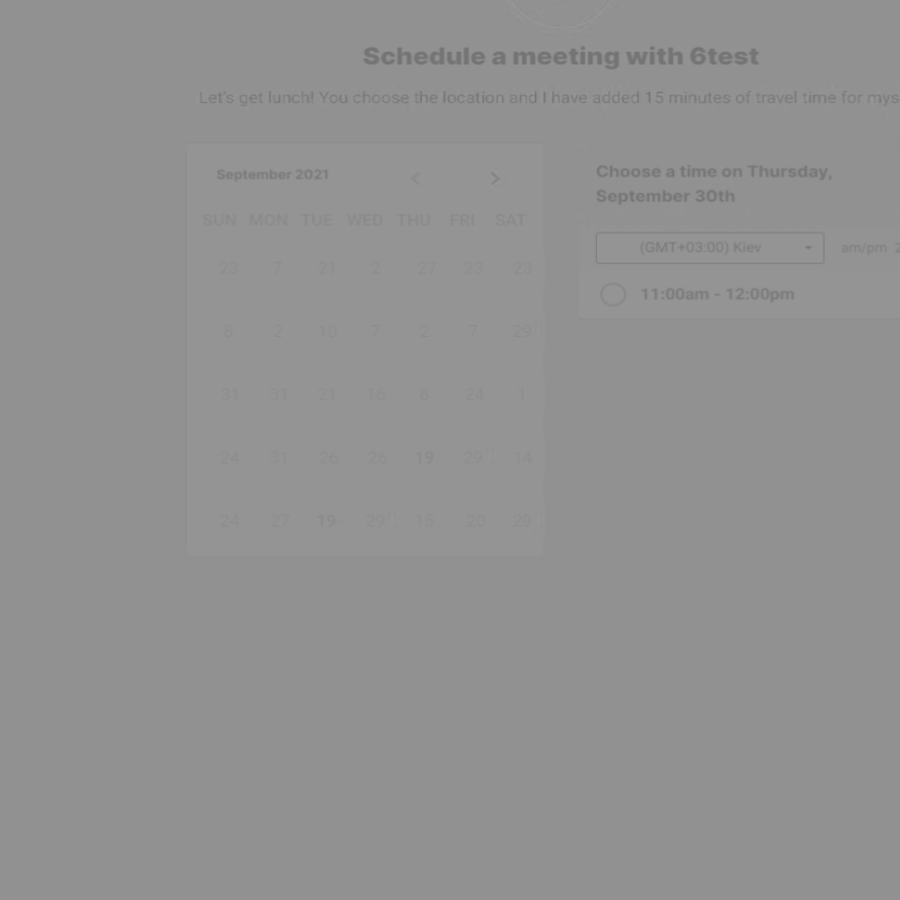 Schedule a meeting with 6test
Let's get lunch! You choose the location and I have added 15 minutes of travel time for mys
September 2021 < >
SUN MON TUE WED THU FRI SAT
23 7 21 2 27 23 23
8 2 10 7 2 7 29
31 31 21 16 8 24 1
24 31 26 26 19 29 14
24 27 19 29 15 20 29
Choose a time on Thursday,
September 30th
(GMT+03:00) Kiev am/pm 2
11:00am - 12:00pm